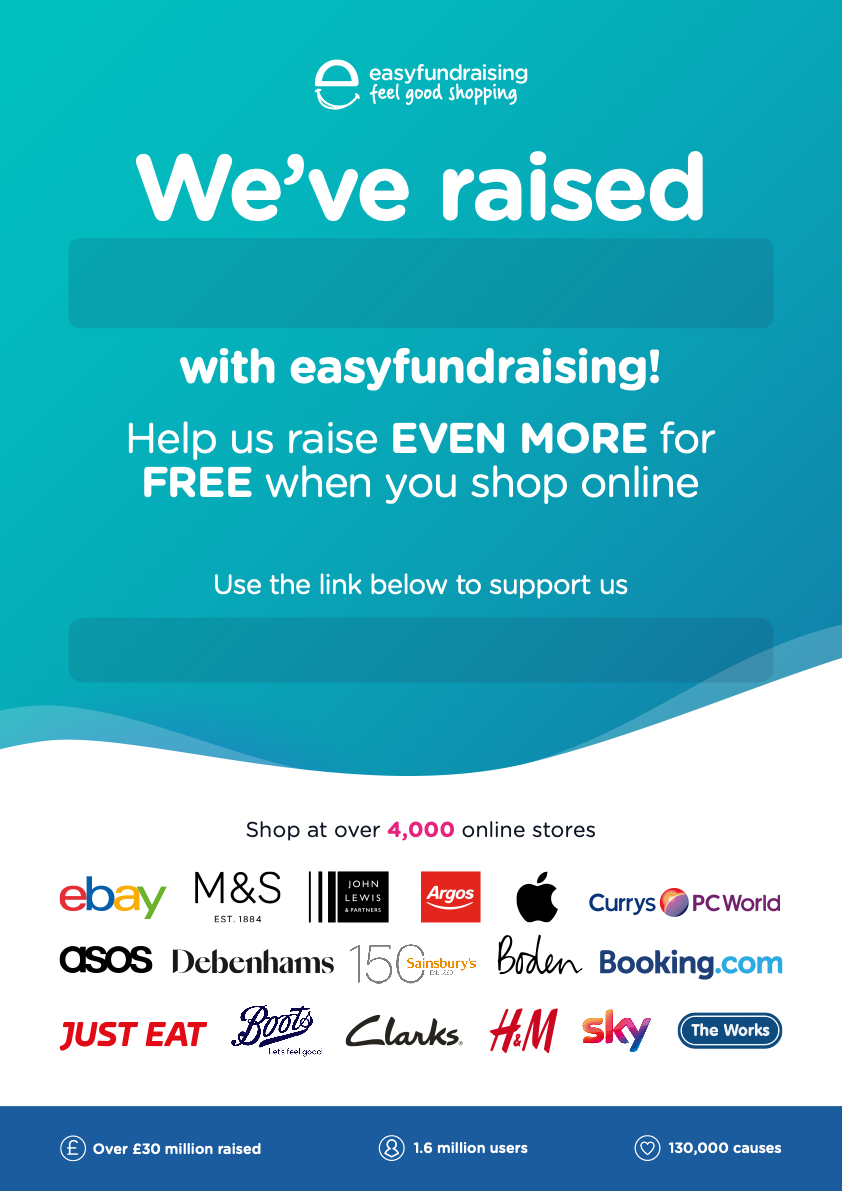 easyfundraising
feel good shopping
We've raised
with easyfundraising!
Help us raise EVEN MORE for
FREE when you shop online
Use the link below to support us
Shop at over 4,000 online stores
ebay
M&S
EST. 1884
JOHN
LEWIS
& PARTNERS
Argos
Currys PC World
asos
Debenhams
150
Sainsbury's
EST. 1869
Boden
Booking.com
JUST EAT
Boots
Let's feel good
Clarks
H&M
sky
The Works
£ Over £30 million raised
1.6 million users
130,000 causes